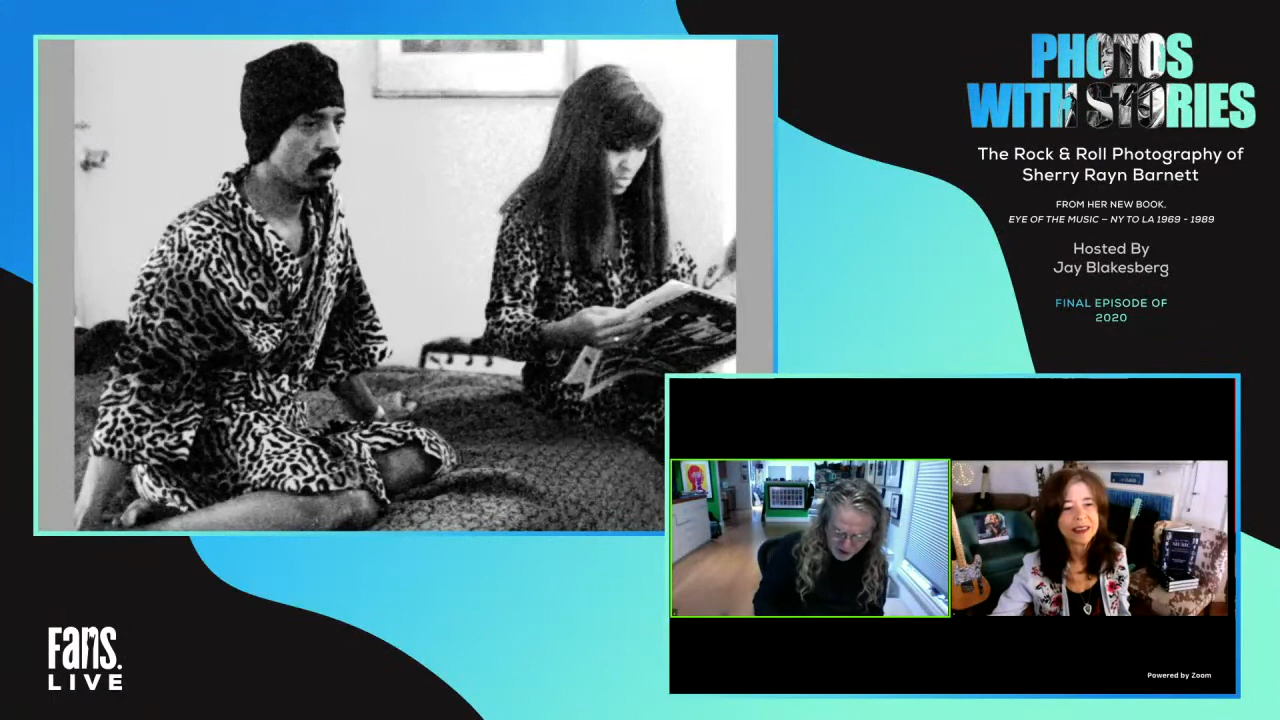 PHOTOS
WITH STORIES
The Rock & Roll Photography of
Sherry Rayn Barnett
FROM HER NEW BOOK,
EYE OF THE MUSIC – NY TO LA 1969 - 1989
Hosted By
Jay Blakesberg
FINAL EPISODE OF
2020
MUSIC
Fans.
LIVE
Powered by Zoom